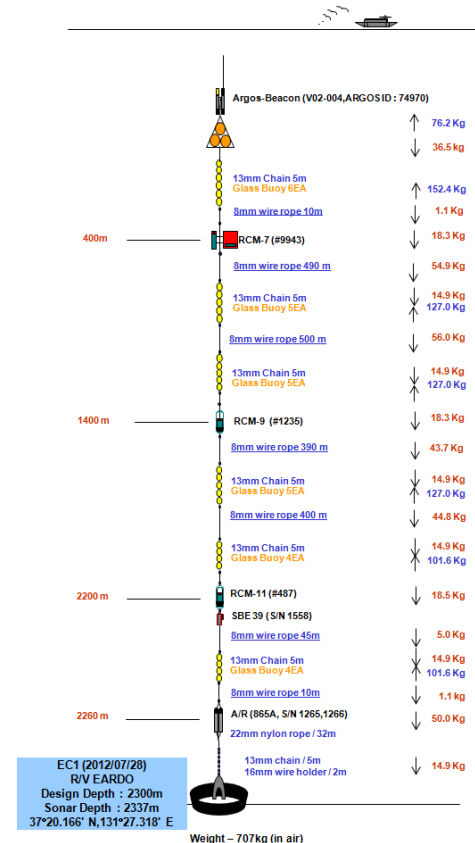 Argos-Beacon (V02-004,ARGOS ID : 74970)
76.2 Kg
36.5 kg
13mm Chain 5m
Glass Buoy 6EA
152.4 Kg
8mm wire rope 10m
1.1 Kg
400m
RCM-7 (#9943)
18.3 Kg
8mm wire rope 490 m
54.9 Kg
13mm Chain 5m
14.9 Kg
Glass Buoy 5EA
127.0 Kg
8mm wire rope 500 m
56.0 Kg
13mm Chain 5m
14.9 Kg
Glass Buoy 5EA
127.0 Kg
1400 m
RCM-9 (#1235)
18.3 Kg
8mm wire rope 390 m
43.7 Kg
13mm Chain 5m
14.9 Kg
Glass Buoy 5EA
127.0 Kg
8mm wire rope 400 m
44.8 Kg
13mm Chain 5m
14.9 Kg
Glass Buoy 4EA
101.6 Kg
2200 m
RCM-11 (#487)
18.5 Kg
SBE 39 (S/N 1558)
8mm wire rope 45m
5.0 Kg
13mm Chain 5m
14.9 Kg
Glass Buoy 4EA
101.6 Kg
8mm wire rope 10m
1.1 kg
2260 m
A/R (865A, S/N 1265,1266)
50.0 Kg
22mm nylon rope / 32m
13mm chain / 5m
14.9 Kg
16mm wire holder / 2m
EC1 (2012/07/28)
R/V EARDO
Design Depth : 2300m
Sonar Depth : 2337m
37°20.166' N,131°27.318' E
Weight – 707kg (in air)